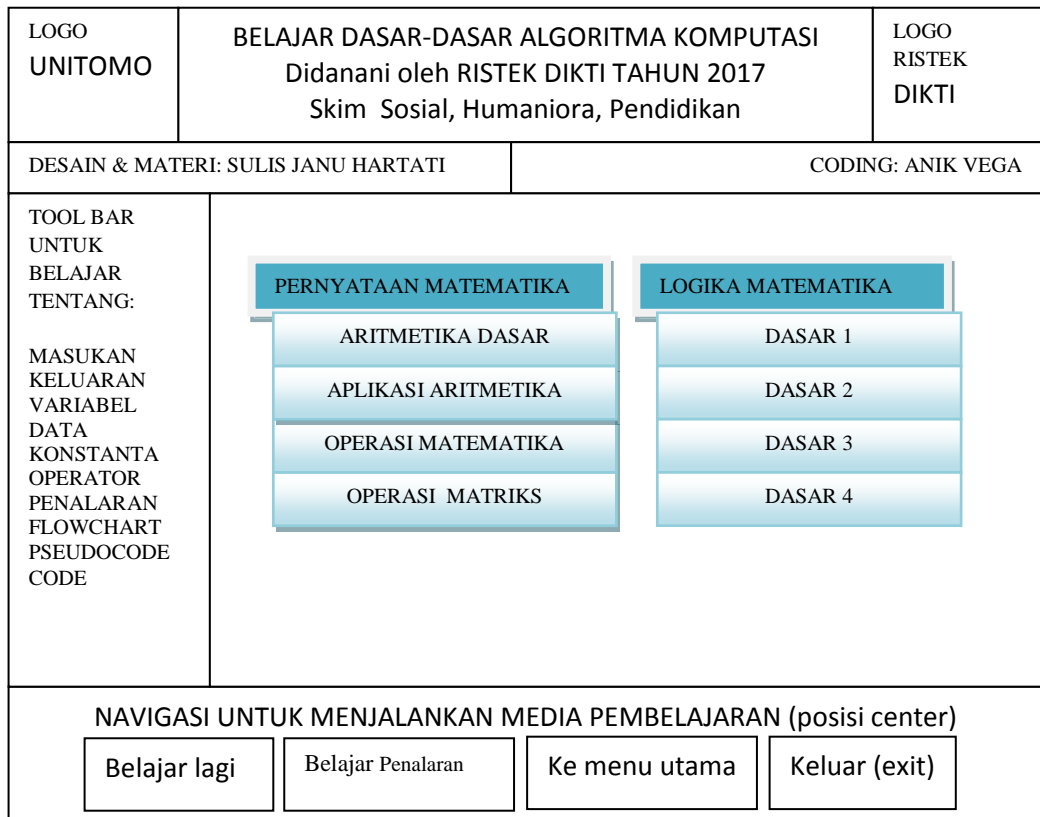 LOGO
UNITOMO
BELAJAR DASAR-DASAR ALGORITMA KOMPUTASI
Didanani oleh RISTEK DIKTI TAHUN 2017
Skim Sosial, Humaniora, Pendidikan
LOGO
RISTEK
DIKTI
DESAIN & MATERI: SULIS JANU HARTATI
CODING: ANIK VEGA
TOOL BAR
UNTUK
BELAJAR
TENTANG:
MASUKAN
KELUARAN
VARIABEL
DATA
KONSTANTA
OPERATOR
PENALARAN
FLOWCHART
PSEUDOCODE
CODE
PERNYATAAN MATEMATIKA
ARITMETIKA DASAR
APLIKASI ARITMETIKA
OPERASI MATEMATIKA
OPERASI MATRIKS
LOGIKA MATEMATIKA
DASAR 1
DASAR 2
DASAR 3
DASAR 4
NAVIGASI UNTUK MENJALANKAN MEDIA PEMBELAJARAN (posisi center)
Belajar lagi
Belajar Penalaran
Ke menu utama
Keluar (exit)